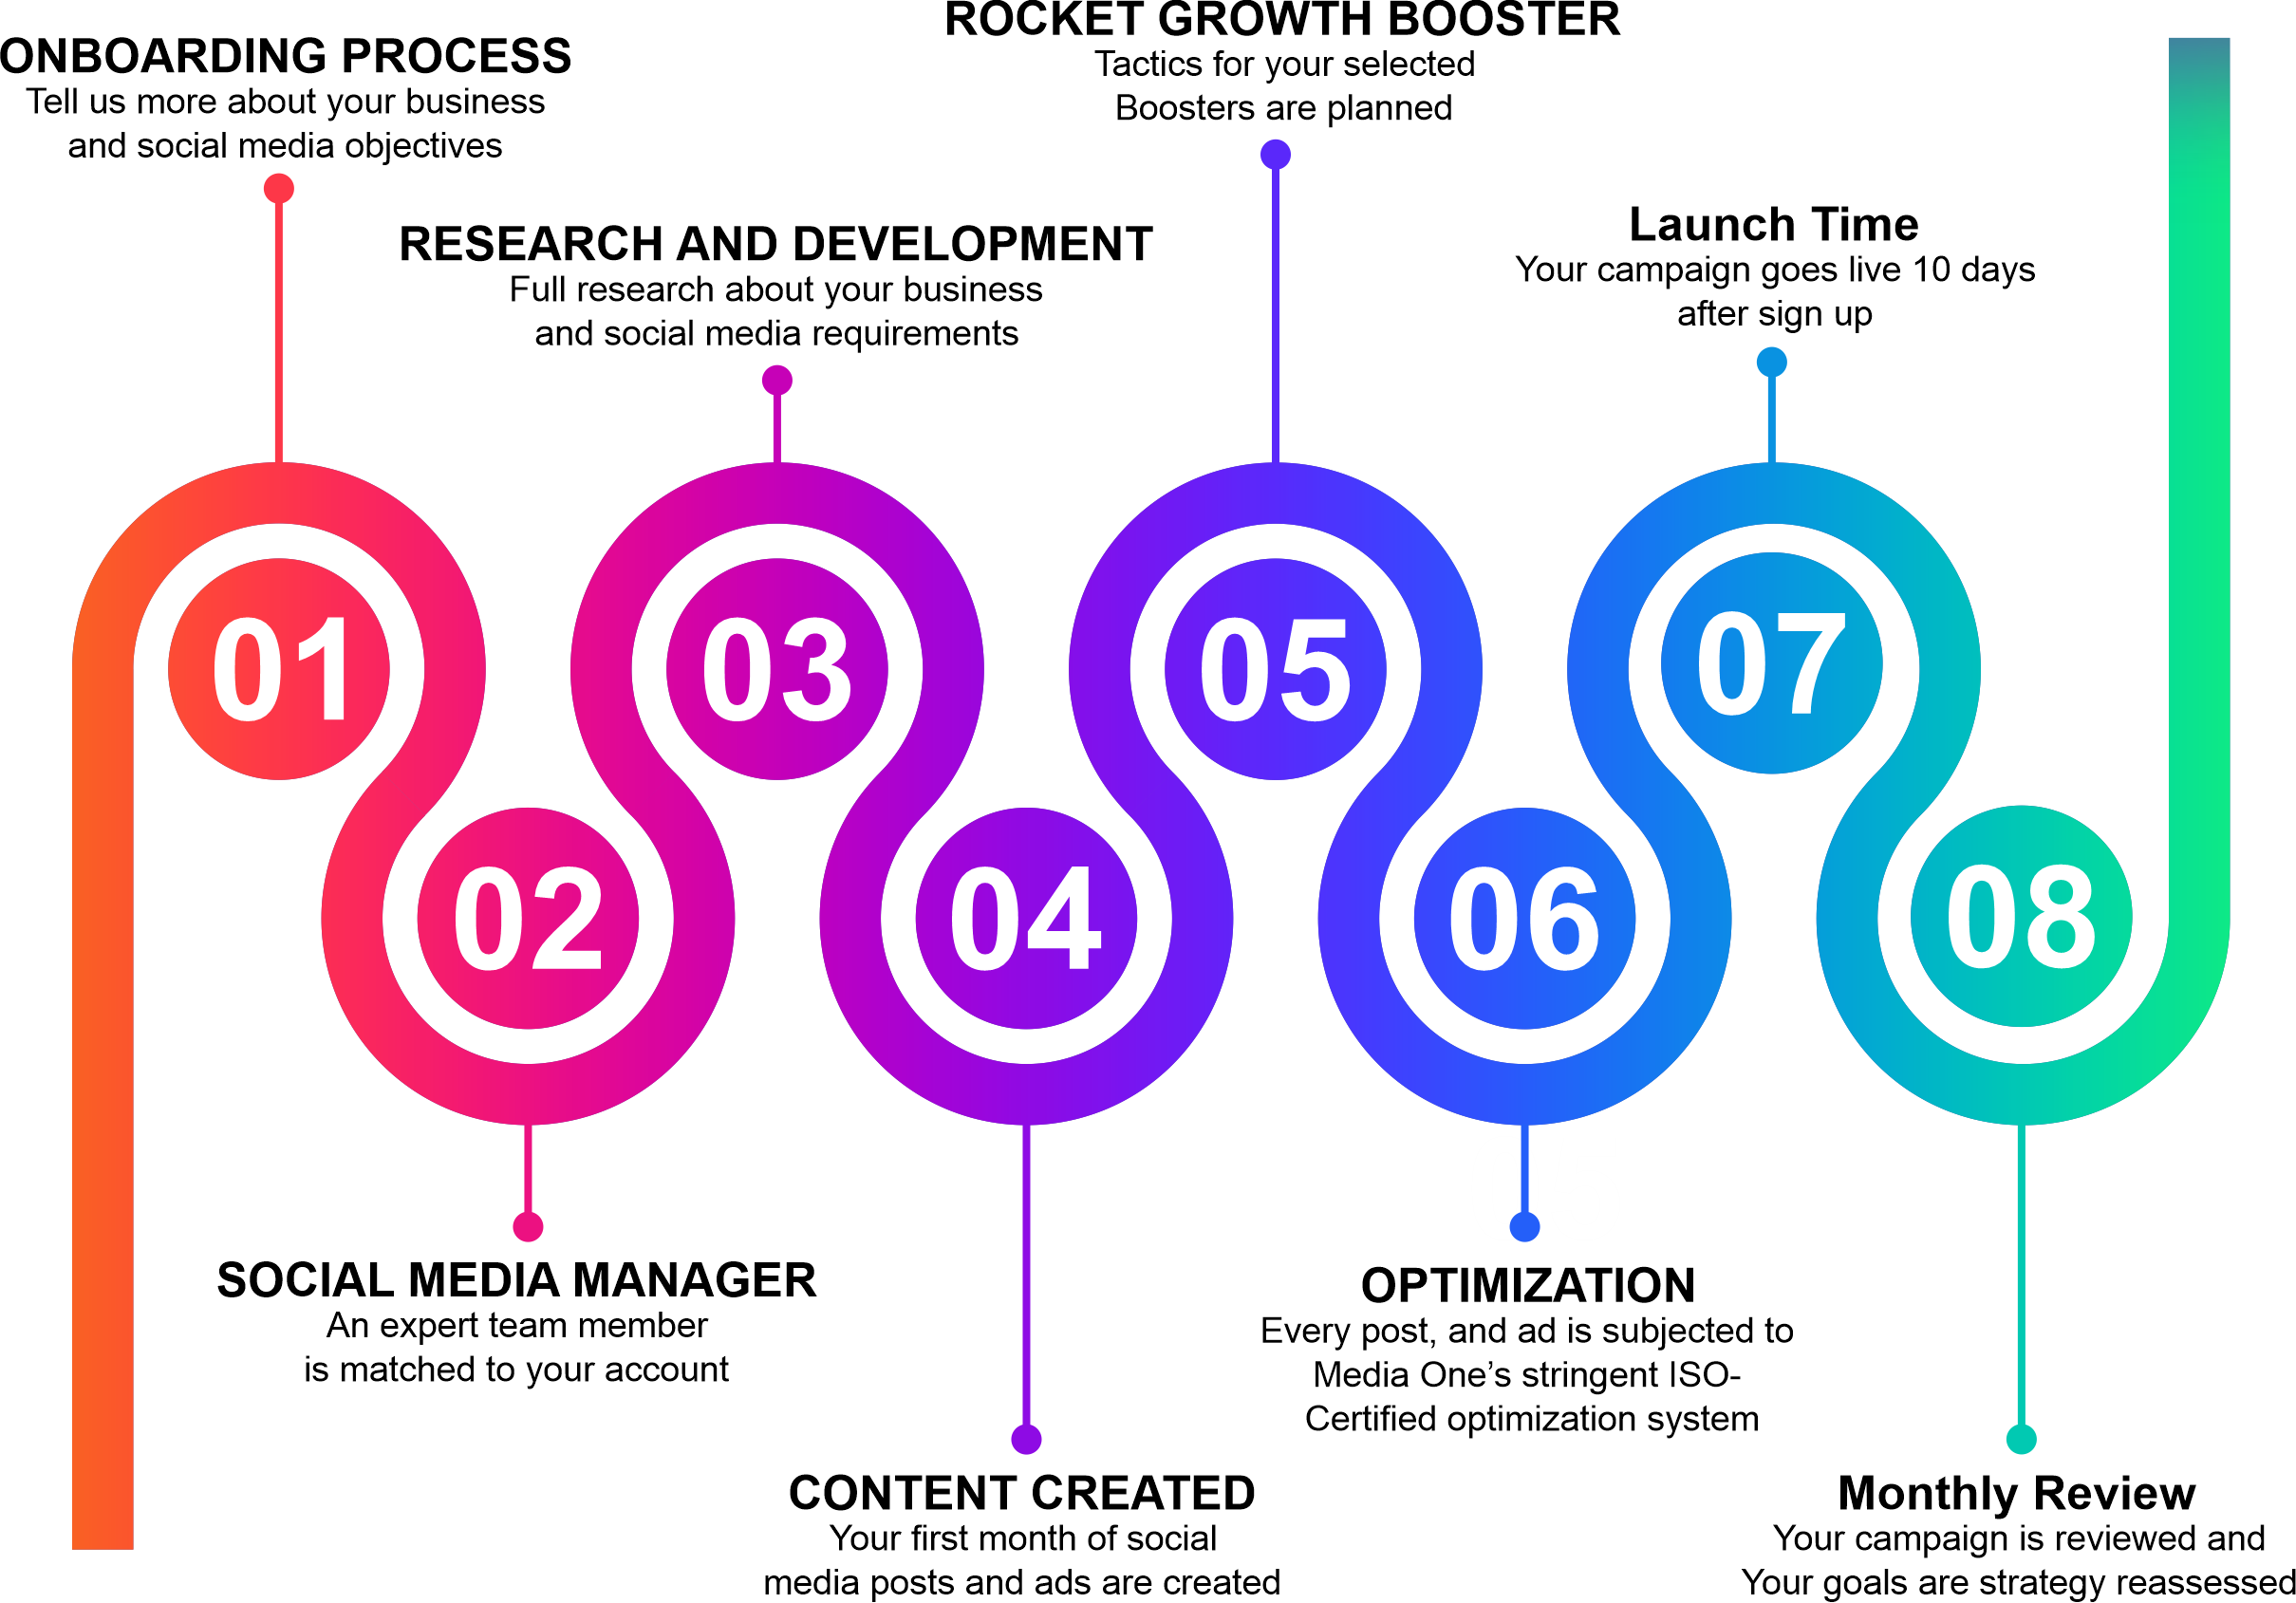 ONBOARDING PROCESS
Tell us more about your business
and social media objectives
01
SOCIAL MEDIA MANAGER
An expert team member
is matched to your account
02
RESEARCH AND DEVELOPMENT
Full research about your business
and social media requirements
03
CONTENT CREATED
Your first month of social
media posts and ads are created
04
ROCKET GROWTH BOOSTER
Tactics for your selected
Boosters are planned
05
OPTIMIZATION
Every post, and ad is subjected to
Media One’s stringent ISO-
Certified optimization system
06
Launch Time
Your campaign goes live 10 days
after sign up
07
Monthly Review
Your campaign is reviewed and
Your goals are strategy reassessed
08